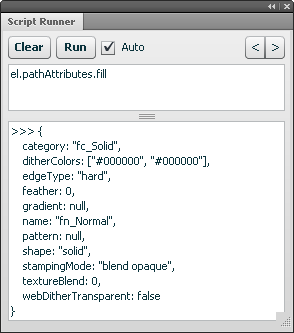 Script Runner
Clear Run Auto < >
el.pathAttributes.fill
>>> {
category: "fc_Solid",
ditherColors: ["#000000", "#000000"],
edgeType: "hard",
feather: 0,
gradient: null,
name: "fn_Normal",
pattern: null,
shape: "solid",
stampingMode: "blend opaque",
textureBlend: 0,
webDitherTransparent: false
}